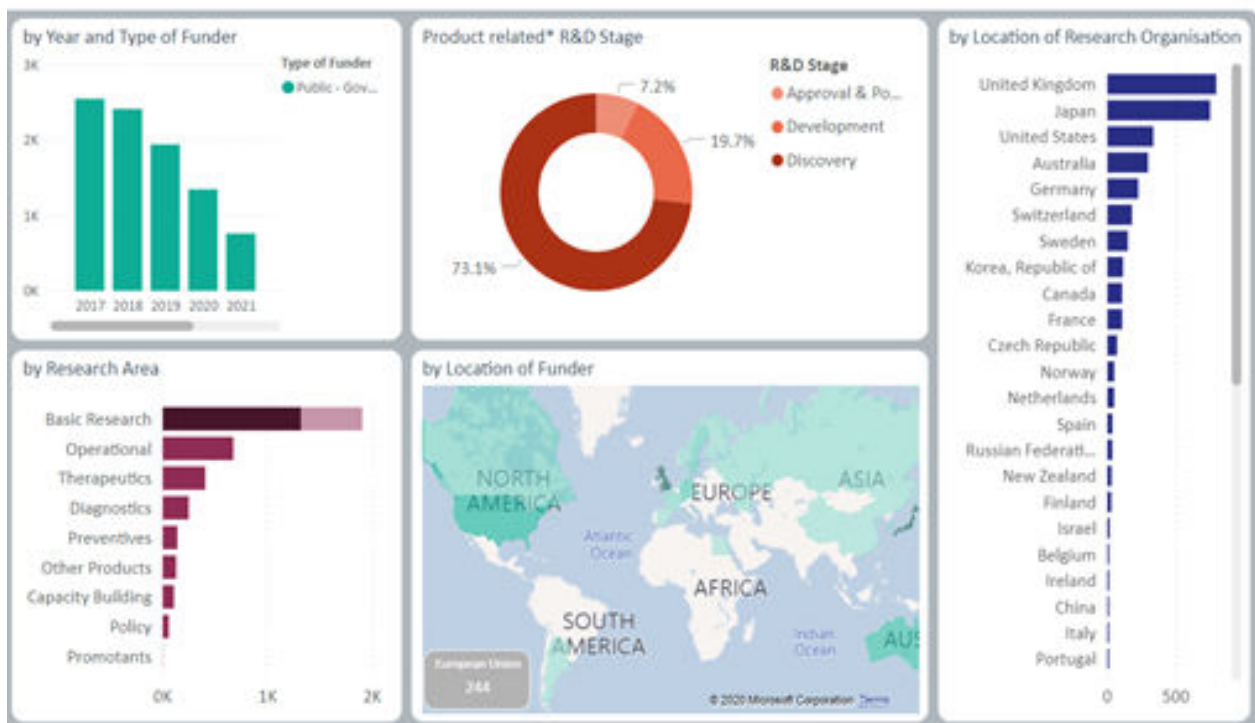 by Year and Type of Funder
3K
2K
1K
0K
2017 2018 2019 2020 2021
Type of Funder
Public - Gov...
Product related* R&D Stage
7.2%
19.7%
73.1%
R&D Stage
Approval & Po...
Development
Discovery
by Location of Research Organisation
United Kingdom
Japan
United States
Australia
Germany
Switzerland
Sweden
Korea, Republic of
Canada
France
Czech Republic
Norway
Netherlands
Spain
Russian Federati...
New Zealand
Finland
Israel
Belgium
Ireland
China
Italy
Portugal
0 500
by Research Area
Basic Research
Operational
Therapeutics
Diagnostics
Preventives
Other Products
Capacity Building
Policy
Promotants
0K 1K 2K
by Location of Funder
NORTH
AMERICA
EUROPE
ASIA
Atlantic
Ocean
AFRICA
SOUTH
AMERICA
Indian
Ocean
AUS
European Union
244
© 2020 Microsoft Corporation Terms